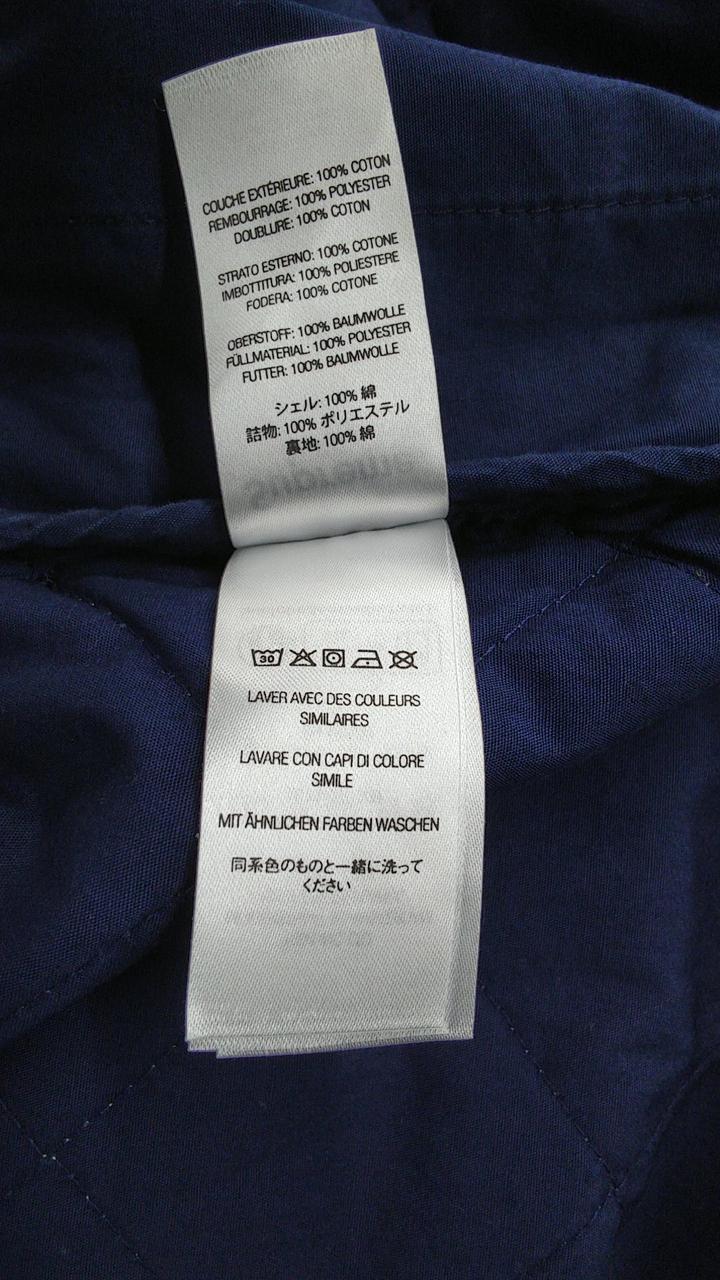 COUCHE EXTÉRIEURE: 100% COTON
REMBOURRAGE: 100% POLYESTER
DOUBLURE: 100% COTON
STRATO ESTERNO: 100% COTONE
IMBOTTITURA: 100% POLIESTERE
FODERA: 100% COTONE
OBERSTOFF: 100% BAUMWOLLE
FÜLLMATERIAL: 100% POLYESTER
FUTTER: 100% BAUMWOLLE
シェル: 100% 綿
詰物: 100% ポリエステル
裏地: 100% 綿
30
LAVER AVEC DES COULEURS
SIMILAIRES
LAVARE CON CAPI DI COLORE
SIMILE
MIT ÄHNLICHEN FARBEN WASCHEN
同系色のものと一緒に洗って
ください